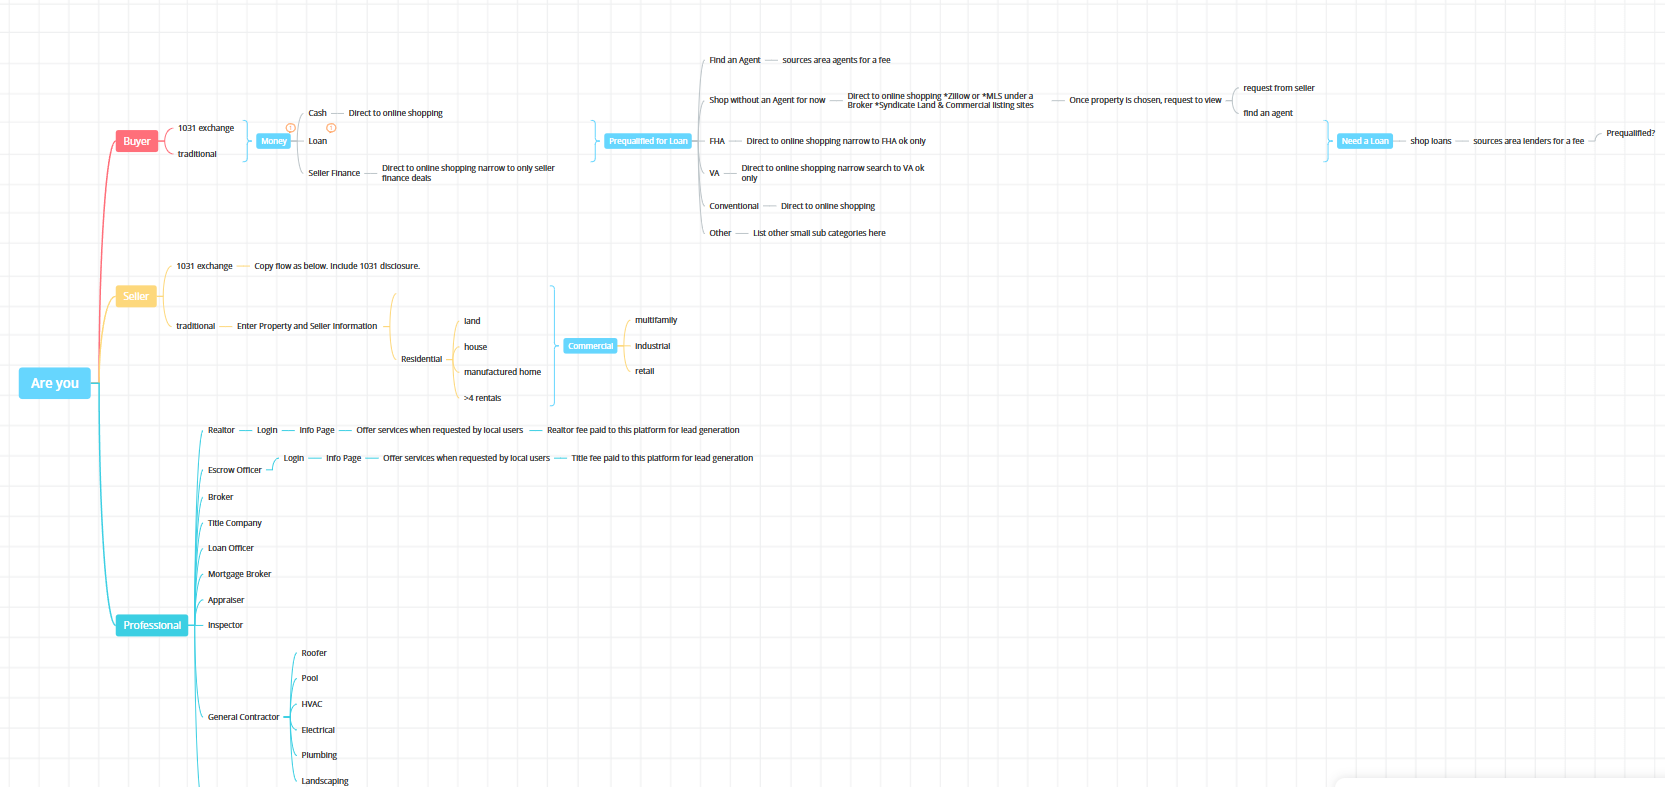 Are you
Buyer
1031 exchange
traditional
Money
Cash
Direct to online shopping
Loan
Seller Finance
Direct to online shopping narrow to only seller
finance deals
Prequalified for Loan
Find an Agent
sources area agents for a fee
Shop without an Agent for now
Direct to online shopping *Zillow or *MLS under a
Broker *Syndicate Land & Commercial listing sites
Once property is chosen, request to view
request from seller
find an agent
FHA
Direct to online shopping narrow to FHA ok only
VA
Direct to online shopping narrow search to VA ok
only
Conventional
Direct to online shopping
Other
List other small sub categories here
Need a Loan
shop loans
sources area lenders for a fee
Prequalified?
Seller
1031 exchange
Copy flow as below. Include 1031 disclosure.
traditional
Enter Property and Seller Information
Residential
land
house
manufactured home
>4 rentals
Commercial
multifamily
industrial
retail
Professional
Realtor
Login
Info Page
Offer services when requested by local users
Realtor fee paid to this platform for lead generation
Escrow Officer
Login
Info Page
Offer services when requested by local users
Title fee paid to this platform for lead generation
Broker
Title Company
Loan Officer
Mortgage Broker
Appraiser
Inspector
General Contractor
Roofer
Pool
HVAC
Electrical
Plumbing
Landscaping